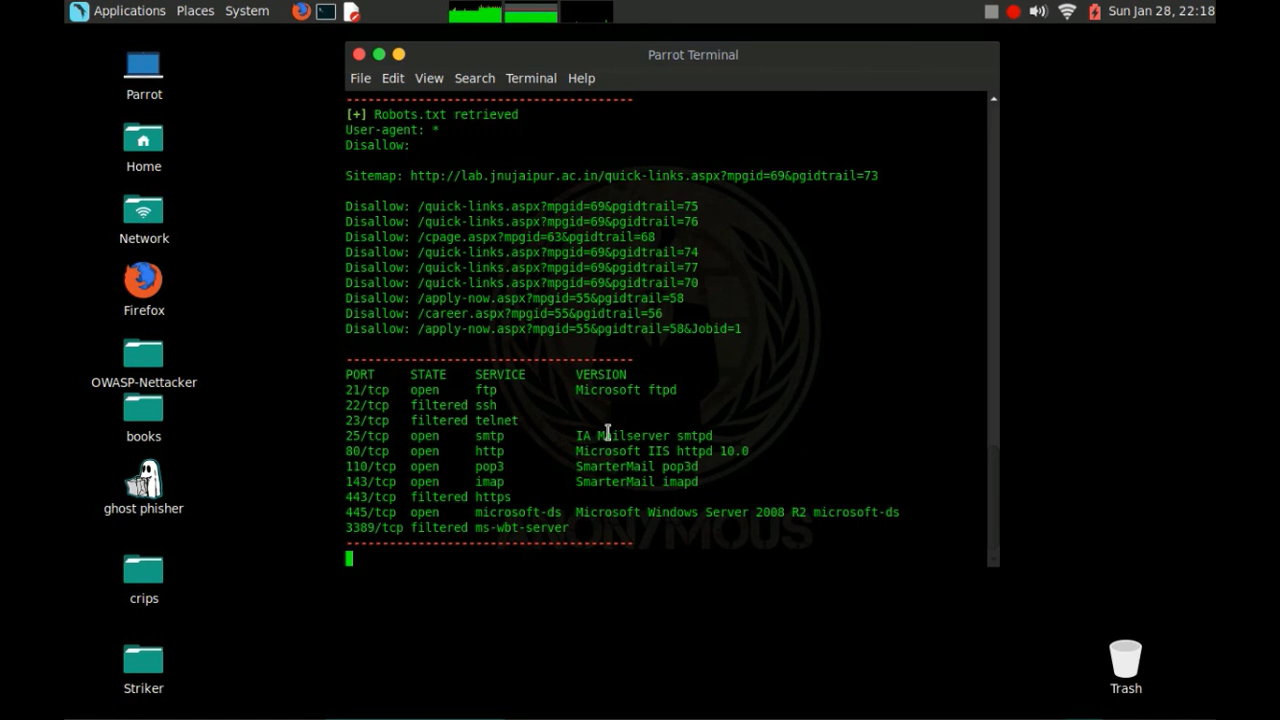 Applications Places System
Sun Jan 28, 22:18
Parrot Terminal
File Edit View Search Terminal Help
----------------------------------------
[+] Robots.txt retrieved
User-agent: *
Disallow:
Sitemap: http://lab.jnujaipur.ac.in/quick-links.aspx?mpgid=69&pgidtrail=73
Disallow: /quick-links.aspx?mpgid=69&pgidtrail=75
Disallow: /quick-links.aspx?mpgid=69&pgidtrail=76
Disallow: /cpage.aspx?mpgid=63&pgidtrail=68
Disallow: /quick-links.aspx?mpgid=69&pgidtrail=74
Disallow: /quick-links.aspx?mpgid=69&pgidtrail=77
Disallow: /quick-links.aspx?mpgid=69&pgidtrail=70
Disallow: /apply-now.aspx?mpgid=55&pgidtrail=58
Disallow: /career.aspx?mpgid=55&pgidtrail=56
Disallow: /apply-now.aspx?mpgid=55&pgidtrail=58&Jobid=1
----------------------------------------
PORT STATE SERVICE VERSION
21/tcp open ftp Microsoft ftpd
22/tcp filtered ssh
23/tcp filtered telnet
25/tcp open smtp IA Mailserver smtpd
80/tcp open http Microsoft IIS httpd 10.0
110/tcp open pop3 SmarterMail pop3d
143/tcp open imap SmarterMail imapd
443/tcp filtered https
445/tcp open microsoft-ds Microsoft Windows Server 2008 R2 microsoft-ds
3389/tcp filtered ms-wbt-server
----------------------------------------
ANONYMOUS
Parrot
Home
Network
Firefox
OWASP-Nettacker
books
ghost phisher
crips
Striker
Trash